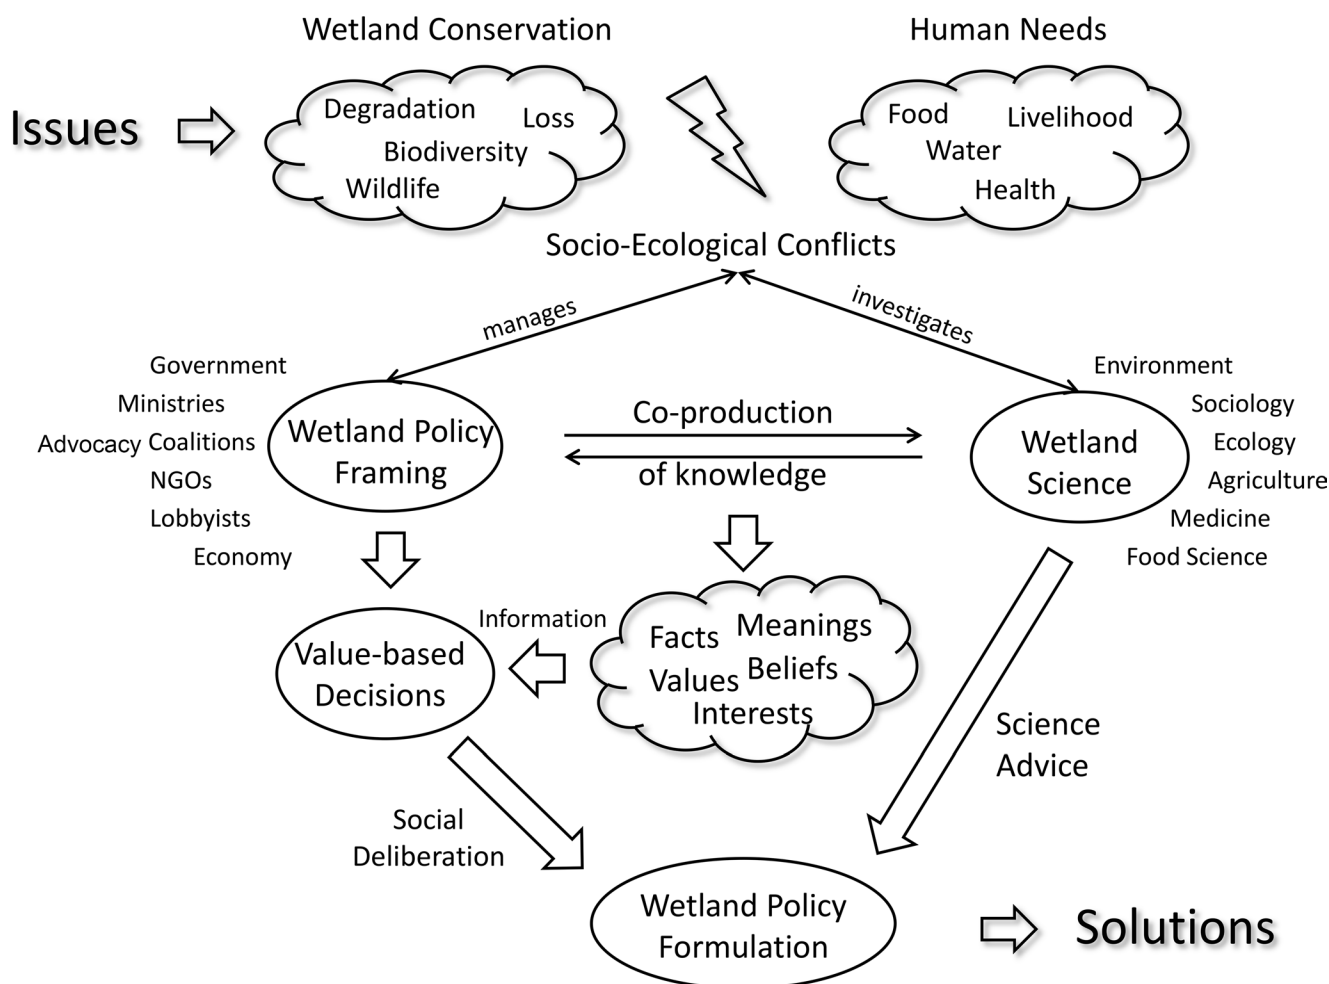 Wetland Conservation
Human Needs
Issues
Degradation
Loss
Biodiversity
Wildlife
Food
Livelihood
Water
Health
Socio-Ecological Conflicts
manages
investigates
Government
Ministries
Advocacy Coalitions
NGOs
Lobbyists
Economy
Wetland Policy
Framing
Co-production
of knowledge
Wetland
Science
Environment
Sociology
Ecology
Agriculture
Medicine
Food Science
Value-based
Decisions
Information
Facts
Meanings
Values
Beliefs
Interests
Science
Advice
Social
Deliberation
Wetland Policy
Formulation
Solutions